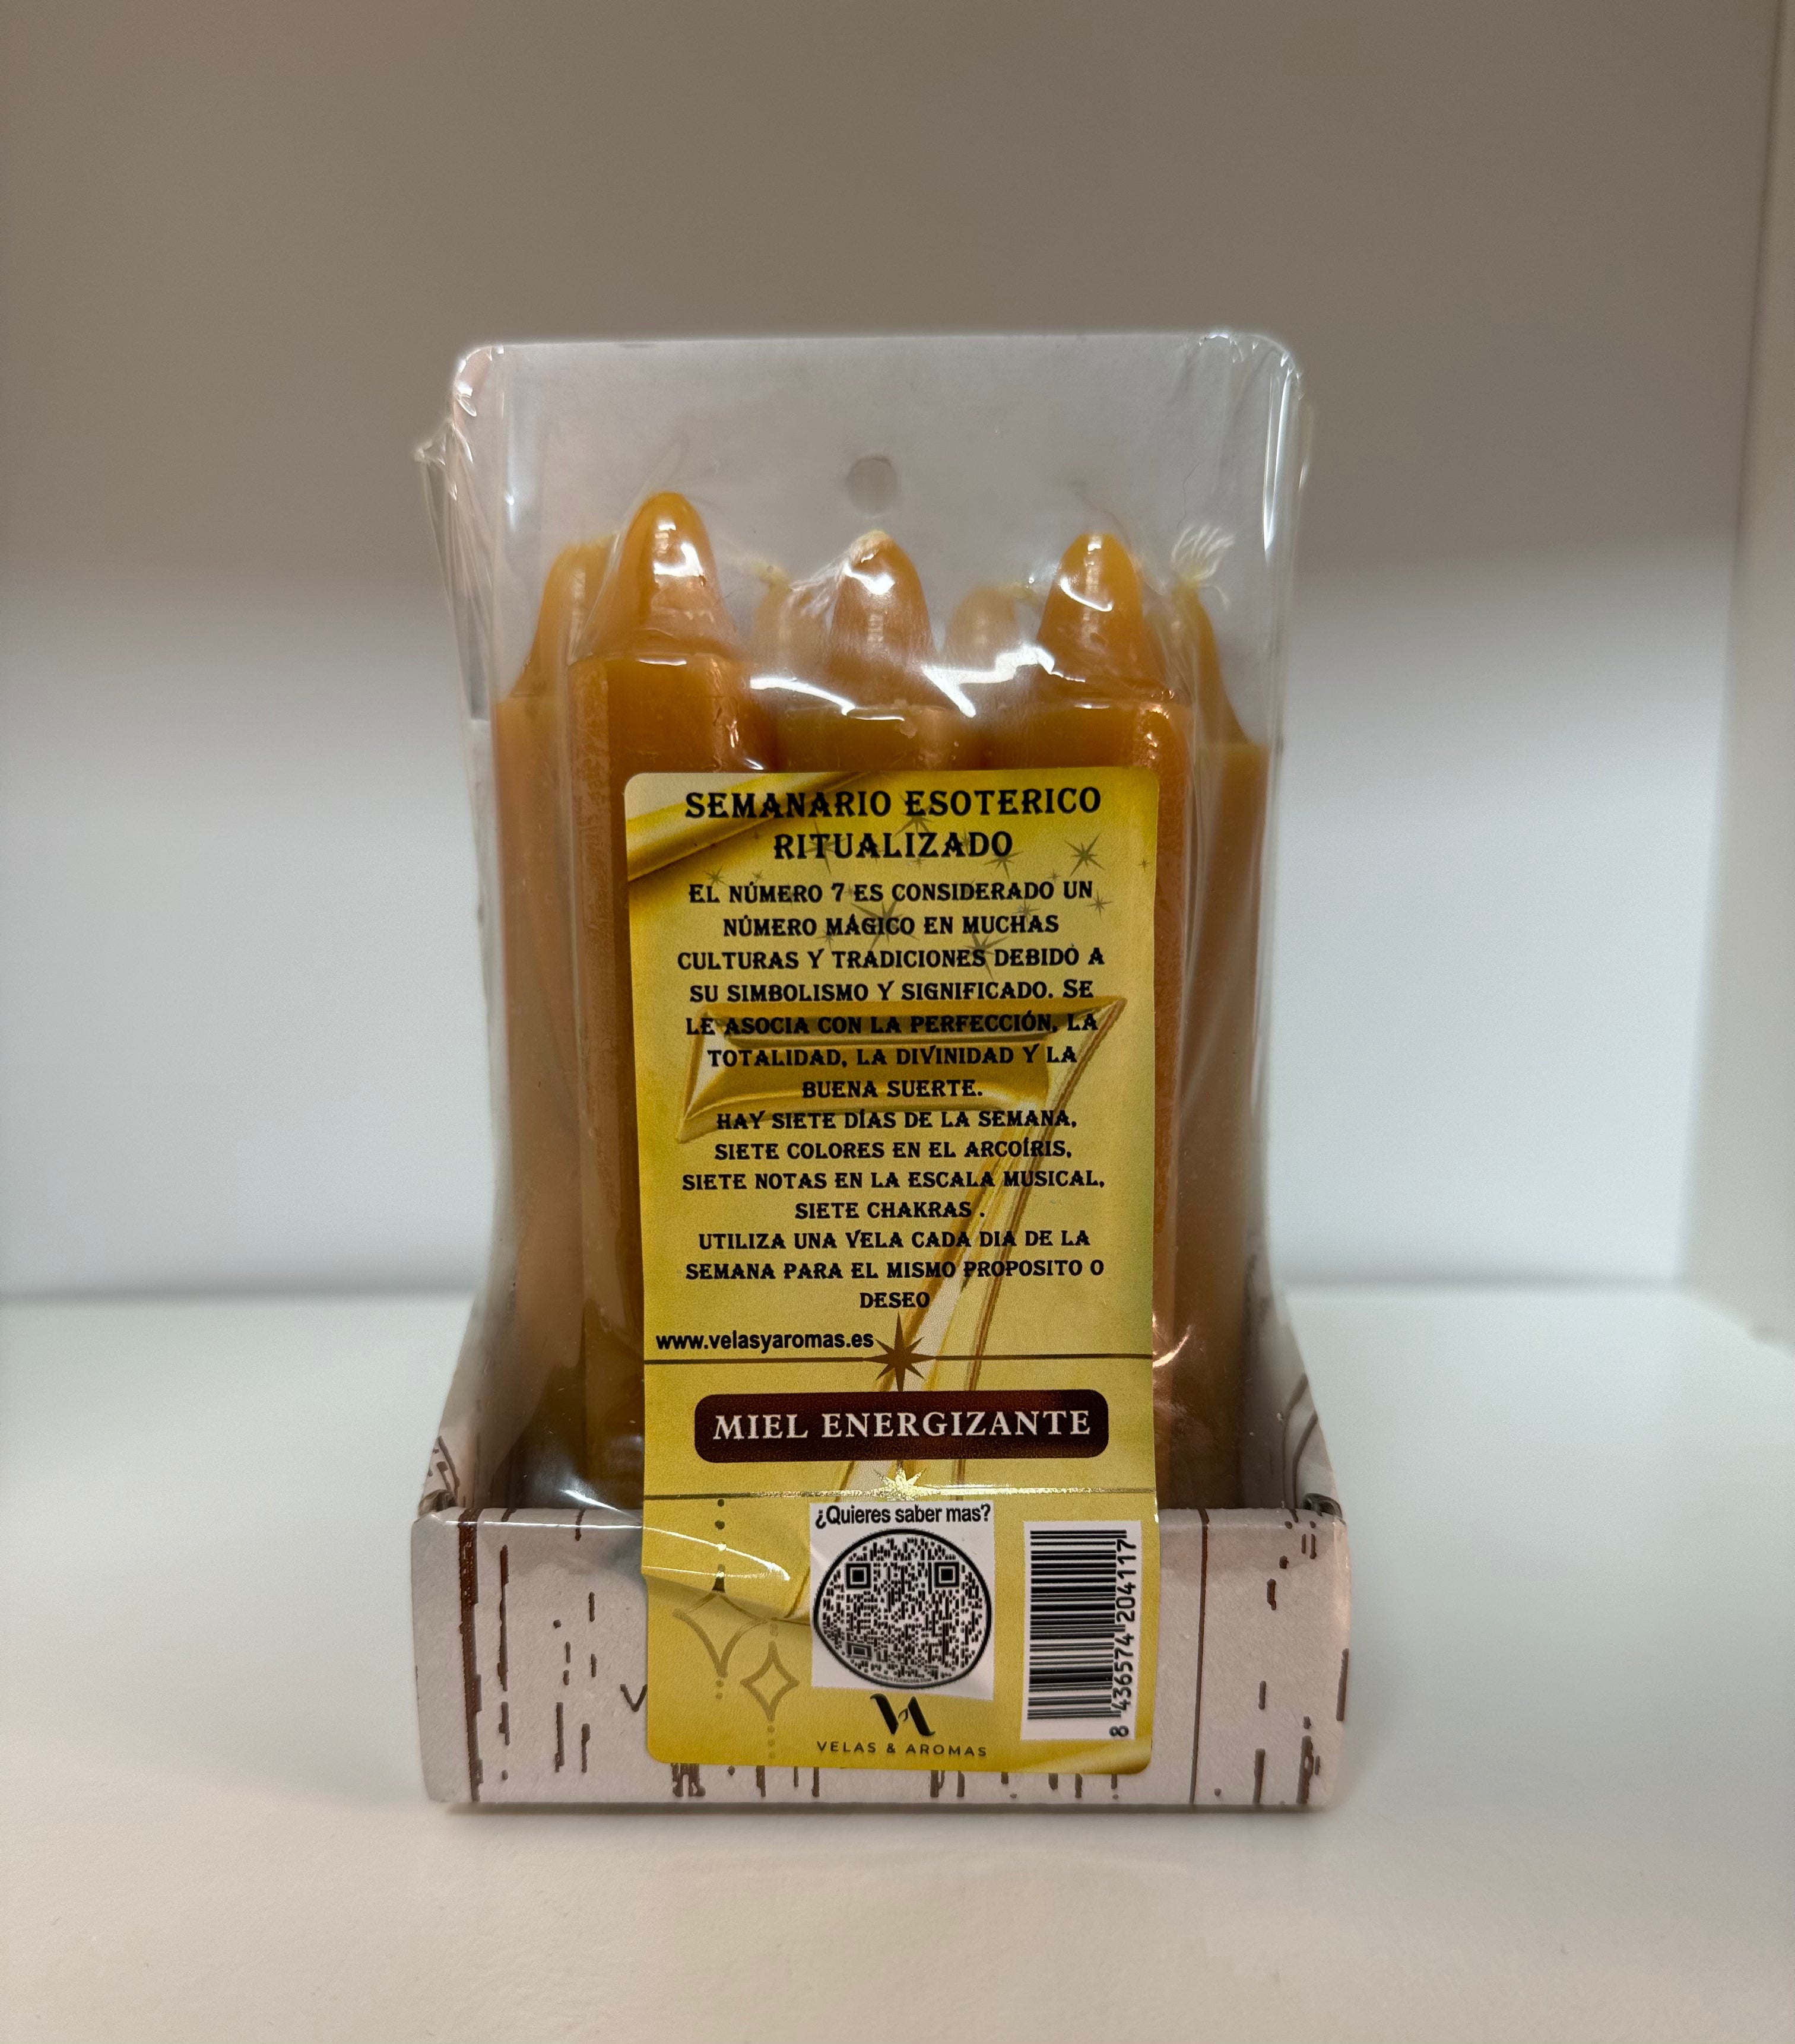 SEMANARIO ESOTERICO
RITUALIZADO
EL NÚMERO 7 ES CONSIDERADO UN
NÚMERO MÁGICO EN MUCHAS
CULTURAS Y TRADICIONES DEBIDO A
SU SIMBOLISMO Y SIGNIFICADO. SE
LE ASOCIA CON LA PERFECCIÓN, LA
TOTALIDAD, LA DIVINIDAD Y LA
BUENA SUERTE.
HAY SIETE DÍAS DE LA SEMANA,
SIETE COLORES EN EL ARCOÍRIS,
SIETE NOTAS EN LA ESCALA MUSICAL,
SIETE CHAKRAS .
UTILIZA UNA VELA CADA DIA DE LA
SEMANA PARA EL MISMO PROPOSITO O
DESEO
www.velasyaromas.es
MIEL ENERGIZANTE
¿Quieres saber mas?
8 436574 204117
VA
VELAS & AROMAS